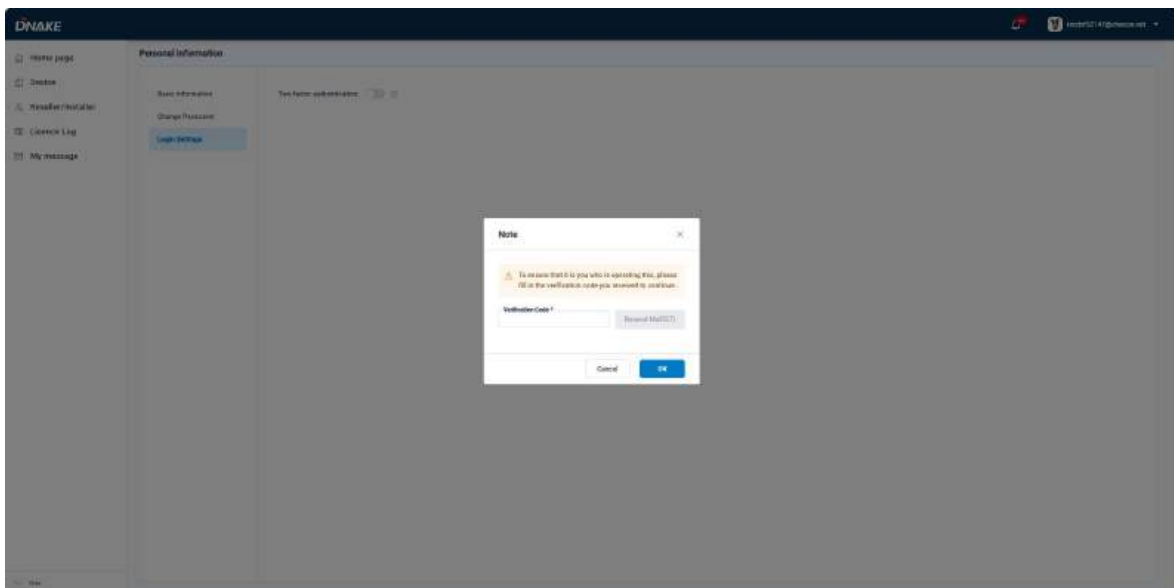 DNAKE
Home page
Device
Reseller/Installer
Licence Log
My message
Personal Information
Basic Information
Change Password
Login Settings
Two factor authentication
Note
To ensure that it is you who is operating this, please
fill in the verification code you received to continue.
Verification Code *
Cancel
OK